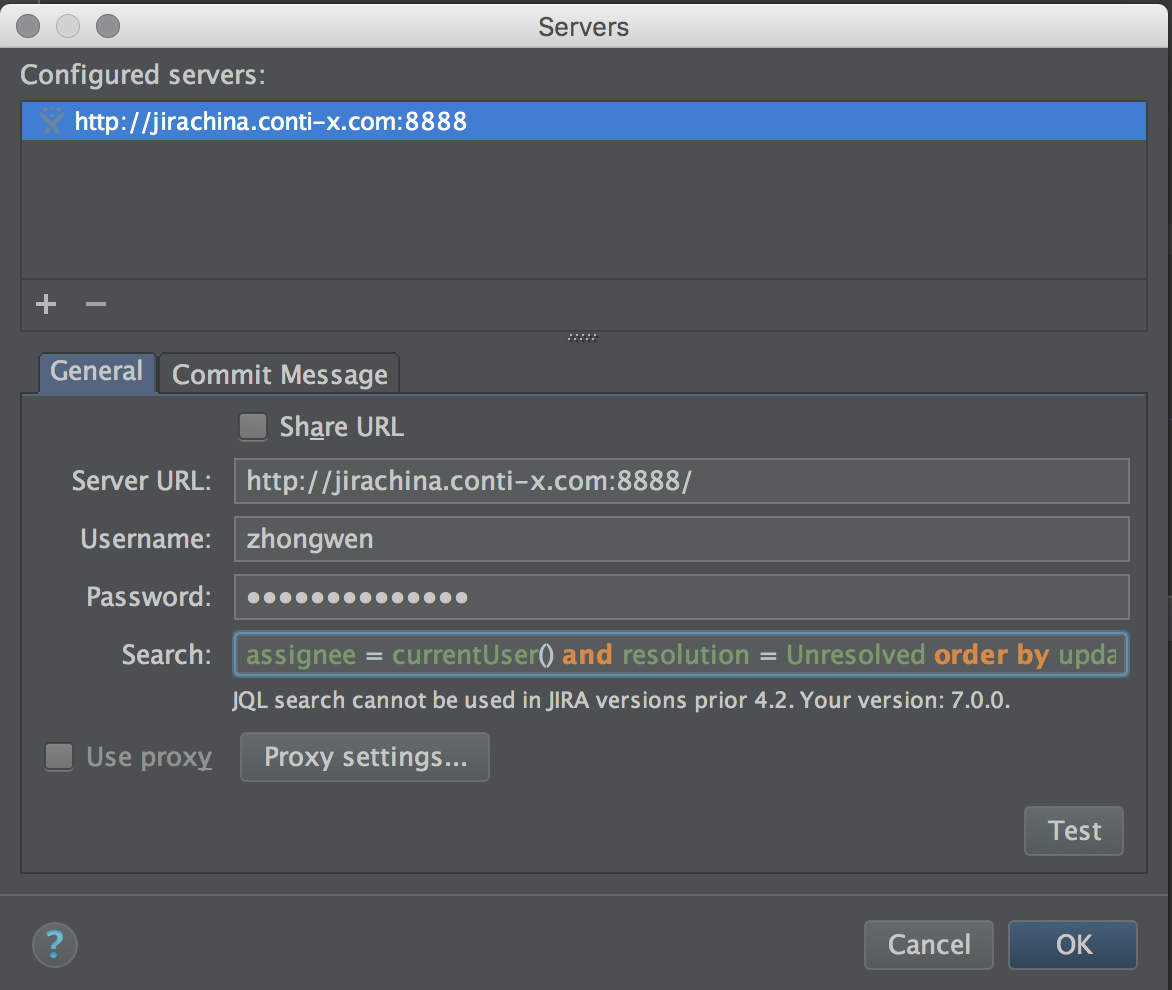 Servers
Configured servers:
http://jirachina.conti-x.com:8888
General
Commit Message
Share URL
Server URL: http://jirachina.conti-x.com:8888/
Username: zhongwen
Password: ●●●●●●●●●●●●●●
Search: assignee = currentUser() and resolution = Unresolved order by upda
JQL search cannot be used in JIRA versions prior 4.2. Your version: 7.0.0.
Use proxy Proxy settings...
Test
? Cancel OK